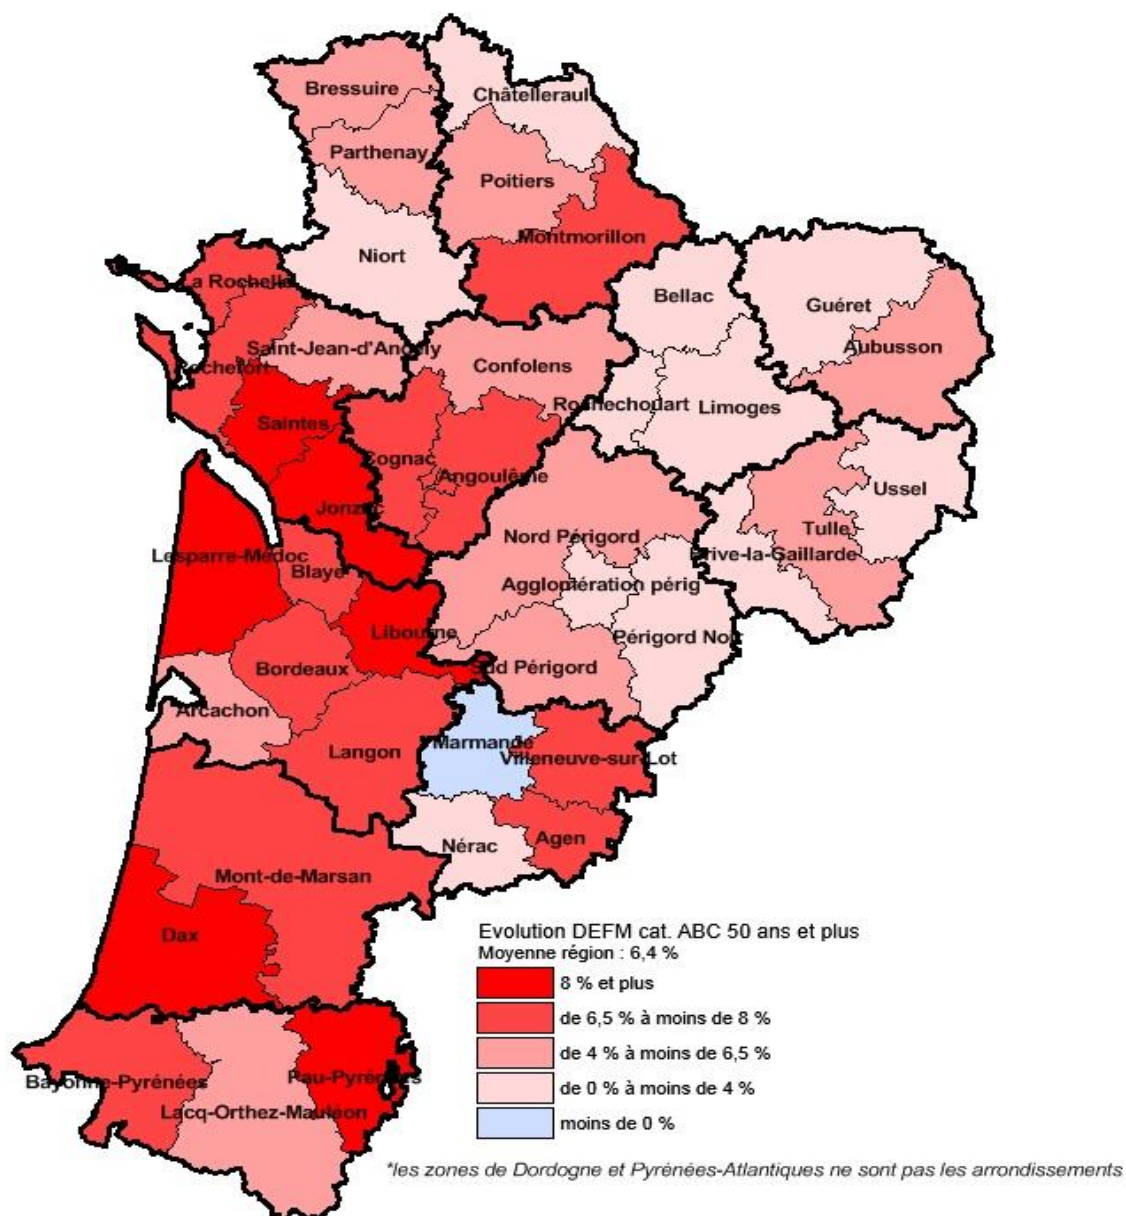 Bressuire
Châtellerault
Parthenay
Poitiers
Montmorillon
Niort
La Rochelle
Bellac
Guéret
Saint-Jean-d'Angély
Aubusson
Rochefort
Confolens
Rochechouart
Limoges
Saintes
Cognac
Angoulême
Ussel
Jonzac
Nord Périgord
Tulle
Lesparre-Médoc
Brive-la-Gaillarde
Blaye
Agglomération périg
Libourne
Périgord Noir
Bordeaux
Sud Périgord
Arcachon
Langon
Marmande
Villeneuve-sur-Lot
Nérac
Agen
Mont-de-Marsan
Dax
Bayonne-Pyrénées
Pau-Pyrénées
Lacq-Orthez-Mauléon
Evolution DEFM cat. ABC 50 ans et plus
Moyenne région : 6,4 %
8 % et plus
de 6,5 % à moins de 8 %
de 4 % à moins de 6,5 %
de 0 % à moins de 4 %
moins de 0 %
*les zones de Dordogne et Pyrénées-Atlantiques ne sont pas les arrondissements